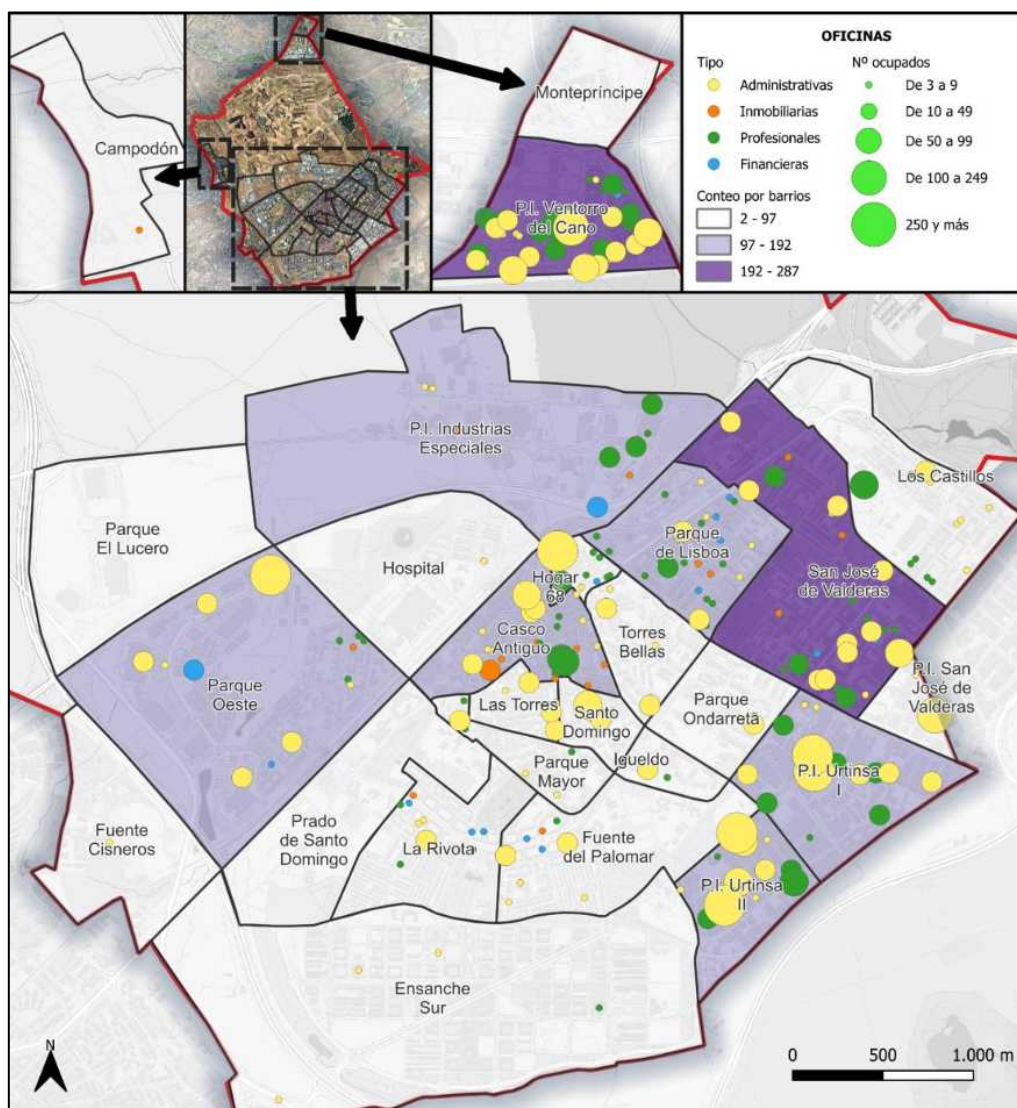 Campodón
Montepríncipe
P.I. Ventorro
del Cano
OFICINAS
Tipo
Administrativas
Inmobiliarias
Profesionales
Financieras
Conteo por barrios
2 - 97
97 - 192
192 - 287
Nº ocupados
De 3 a 9
De 10 a 49
De 50 a 99
De 100 a 249
250 y más
P.I. Industrias
Especiales
Los Castillos
Parque
El Lucero
Hospital
Parque
de Lisboa
Hogar
68
San José
de Valderas
Casco
Antiguo
Torres
Bellas
Parque
Oeste
P.I. San
José de
Valderas
Las Torres
Santo
Domingo
Parque
Ondarreta
Igueldo
Parque
Mayor
P.I. Urtinsa
I
Fuente
Cisneros
Prado
de Santo
Domingo
La Rivota
Fuente
del Palomar
P.I. Urtinsa
II
Ensanche
Sur
N
0 500 1.000 m